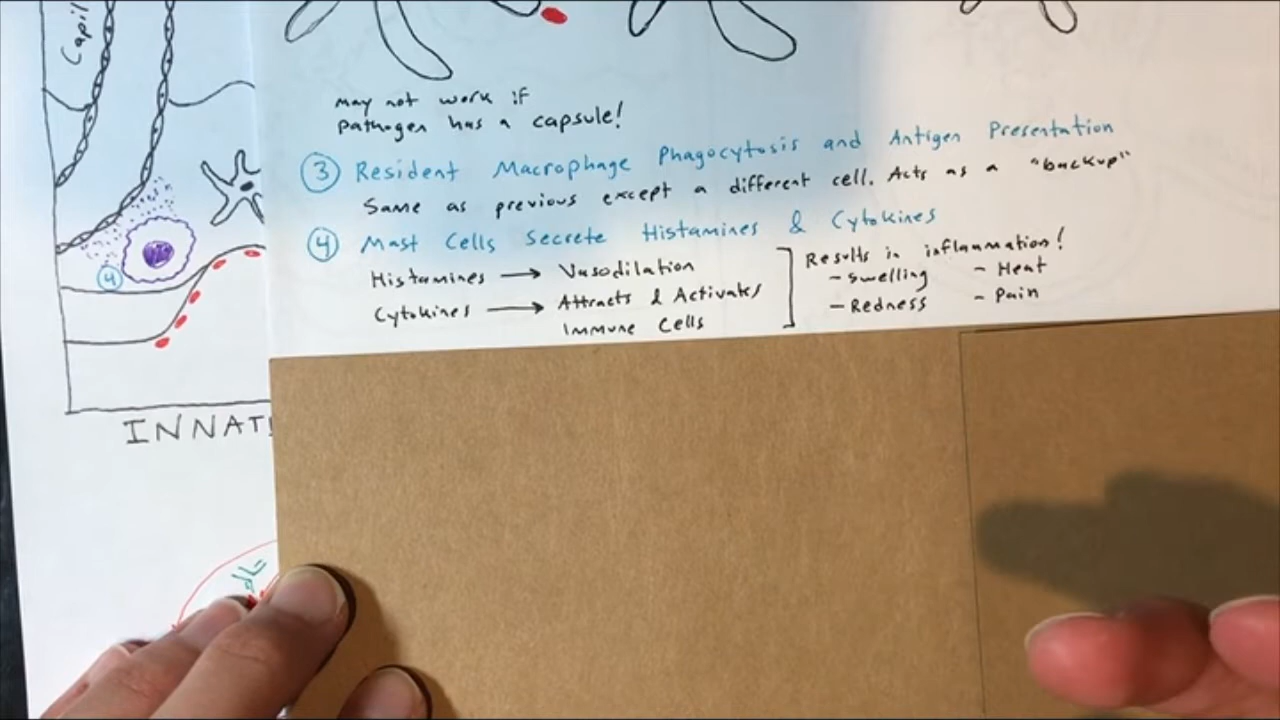 Capil
may not work if
pathogen has a capsule!
3 Resident Macrophage Phagocytosis and Antigen Presentation
Same as previous except a different cell. Acts as a "backup"
4 Mast Cells Secrete Histamines & Cytokines
Histamines → Vasodilation
Cytokines → Attracts & Activates
Immune Cells
Results in inflammation!
- Swelling - Heat
- Redness - Pain
4
INNAT